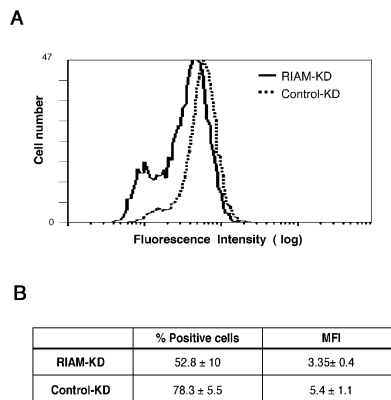 A
47
RIAM-KD
Control-KD
Cell number
0
Fluorescence Intensity ( log)
B
% Positive cells MFI
RIAM-KD 52.8 ± 10 3.35± 0.4
Control-KD 78.3 ± 5.5 5.4 ± 1.1